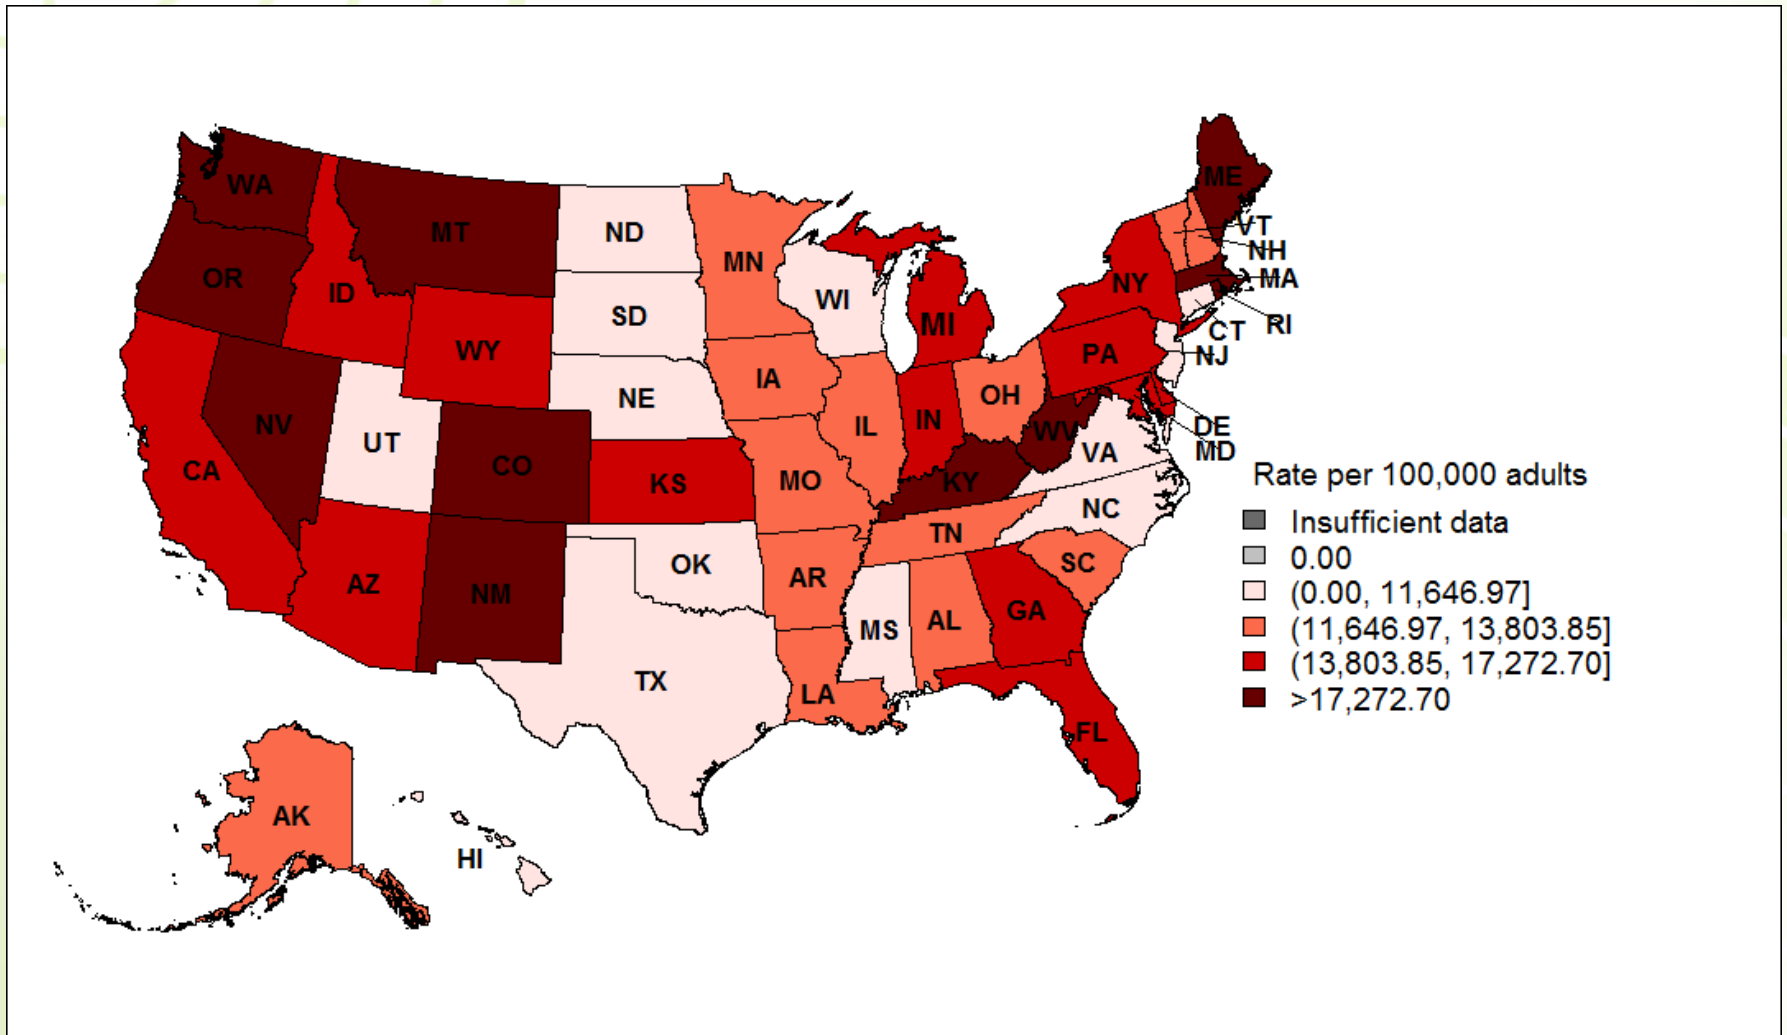 WA
MT
ND
MN
ME
VT
NH
MA
RI
CT
NJ
OR
ID
SD
WI
MI
NY
WY
PA
NE
IA
OH
DE
MD
NV
UT
CO
IL
IN
WV
VA
CA
KS
MO
KY
NC
TN
SC
AZ
NM
OK
AR
GA
MS
AL
TX
LA
FL
AK
HI
Rate per 100,000 adults
Insufficient data
0.00
(0.00, 11,646.97]
(11,646.97, 13,803.85]
(13,803.85, 17,272.70]
>17,272.70